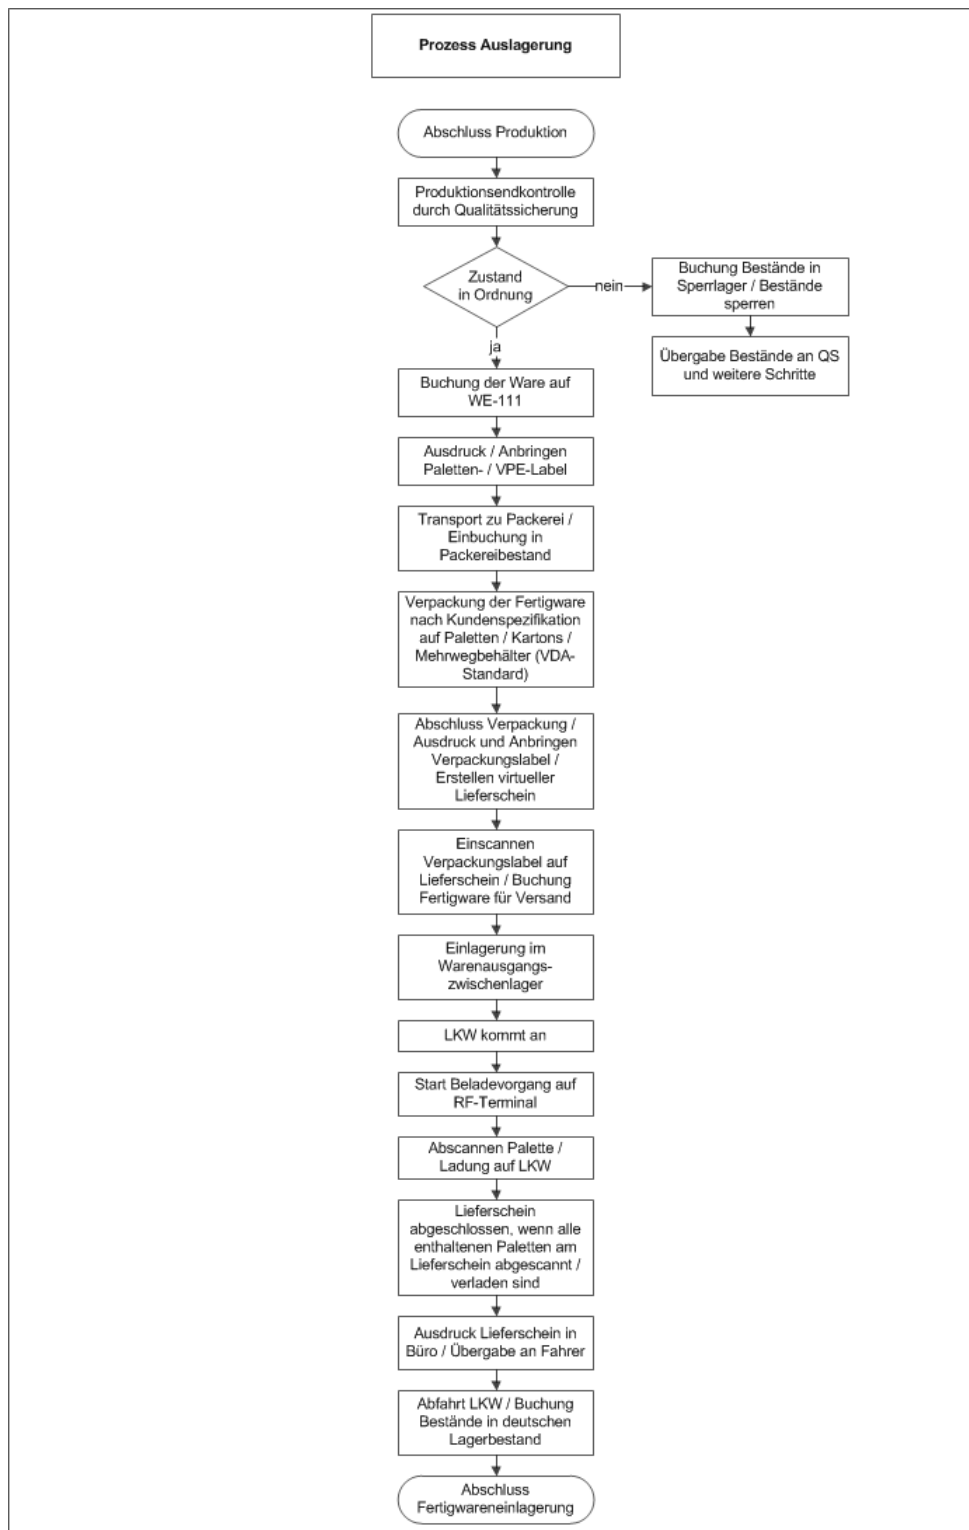 Prozess Auslagerung
Abschluss Produktion
Produktionsendkontrolle
durch Qualitätssicherung
Zustand
in Ordnung
nein
Buchung Bestände in
Sperrlager / Bestände
sperren
Übergabe Bestände an QS
und weitere Schritte
ja
Buchung der Ware auf
WE-111
Ausdruck / Anbringen
Paletten- / VPE-Label
Transport zu Packerei /
Einbuchung in
Packereibestand
Verpackung der Fertigware
nach Kundenspezifikation
auf Paletten / Kartons /
Mehrwegbehälter (VDA-
Standard)
Abschluss Verpackung /
Ausdruck und Anbringen
Verpackungslabel /
Erstellen virtueller
Lieferschein
Einscannen
Verpackungslabel auf
Lieferschein / Buchung
Fertigware für Versand
Einlagerung im
Warenausgangs-
zwischenlager
LKW kommt an
Start Beladevorgang auf
RF-Terminal
Abscannen Palette /
Ladung auf LKW
Lieferschein
abgeschlossen, wenn alle
enthaltenen Paletten am
Lieferschein abgescannt /
verladen sind
Ausdruck Lieferschein in
Büro / Übergabe an Fahrer
Abfahrt LKW / Buchung
Bestände in deutschen
Lagerbestand
Abschluss
Fertigwareneinlagerung